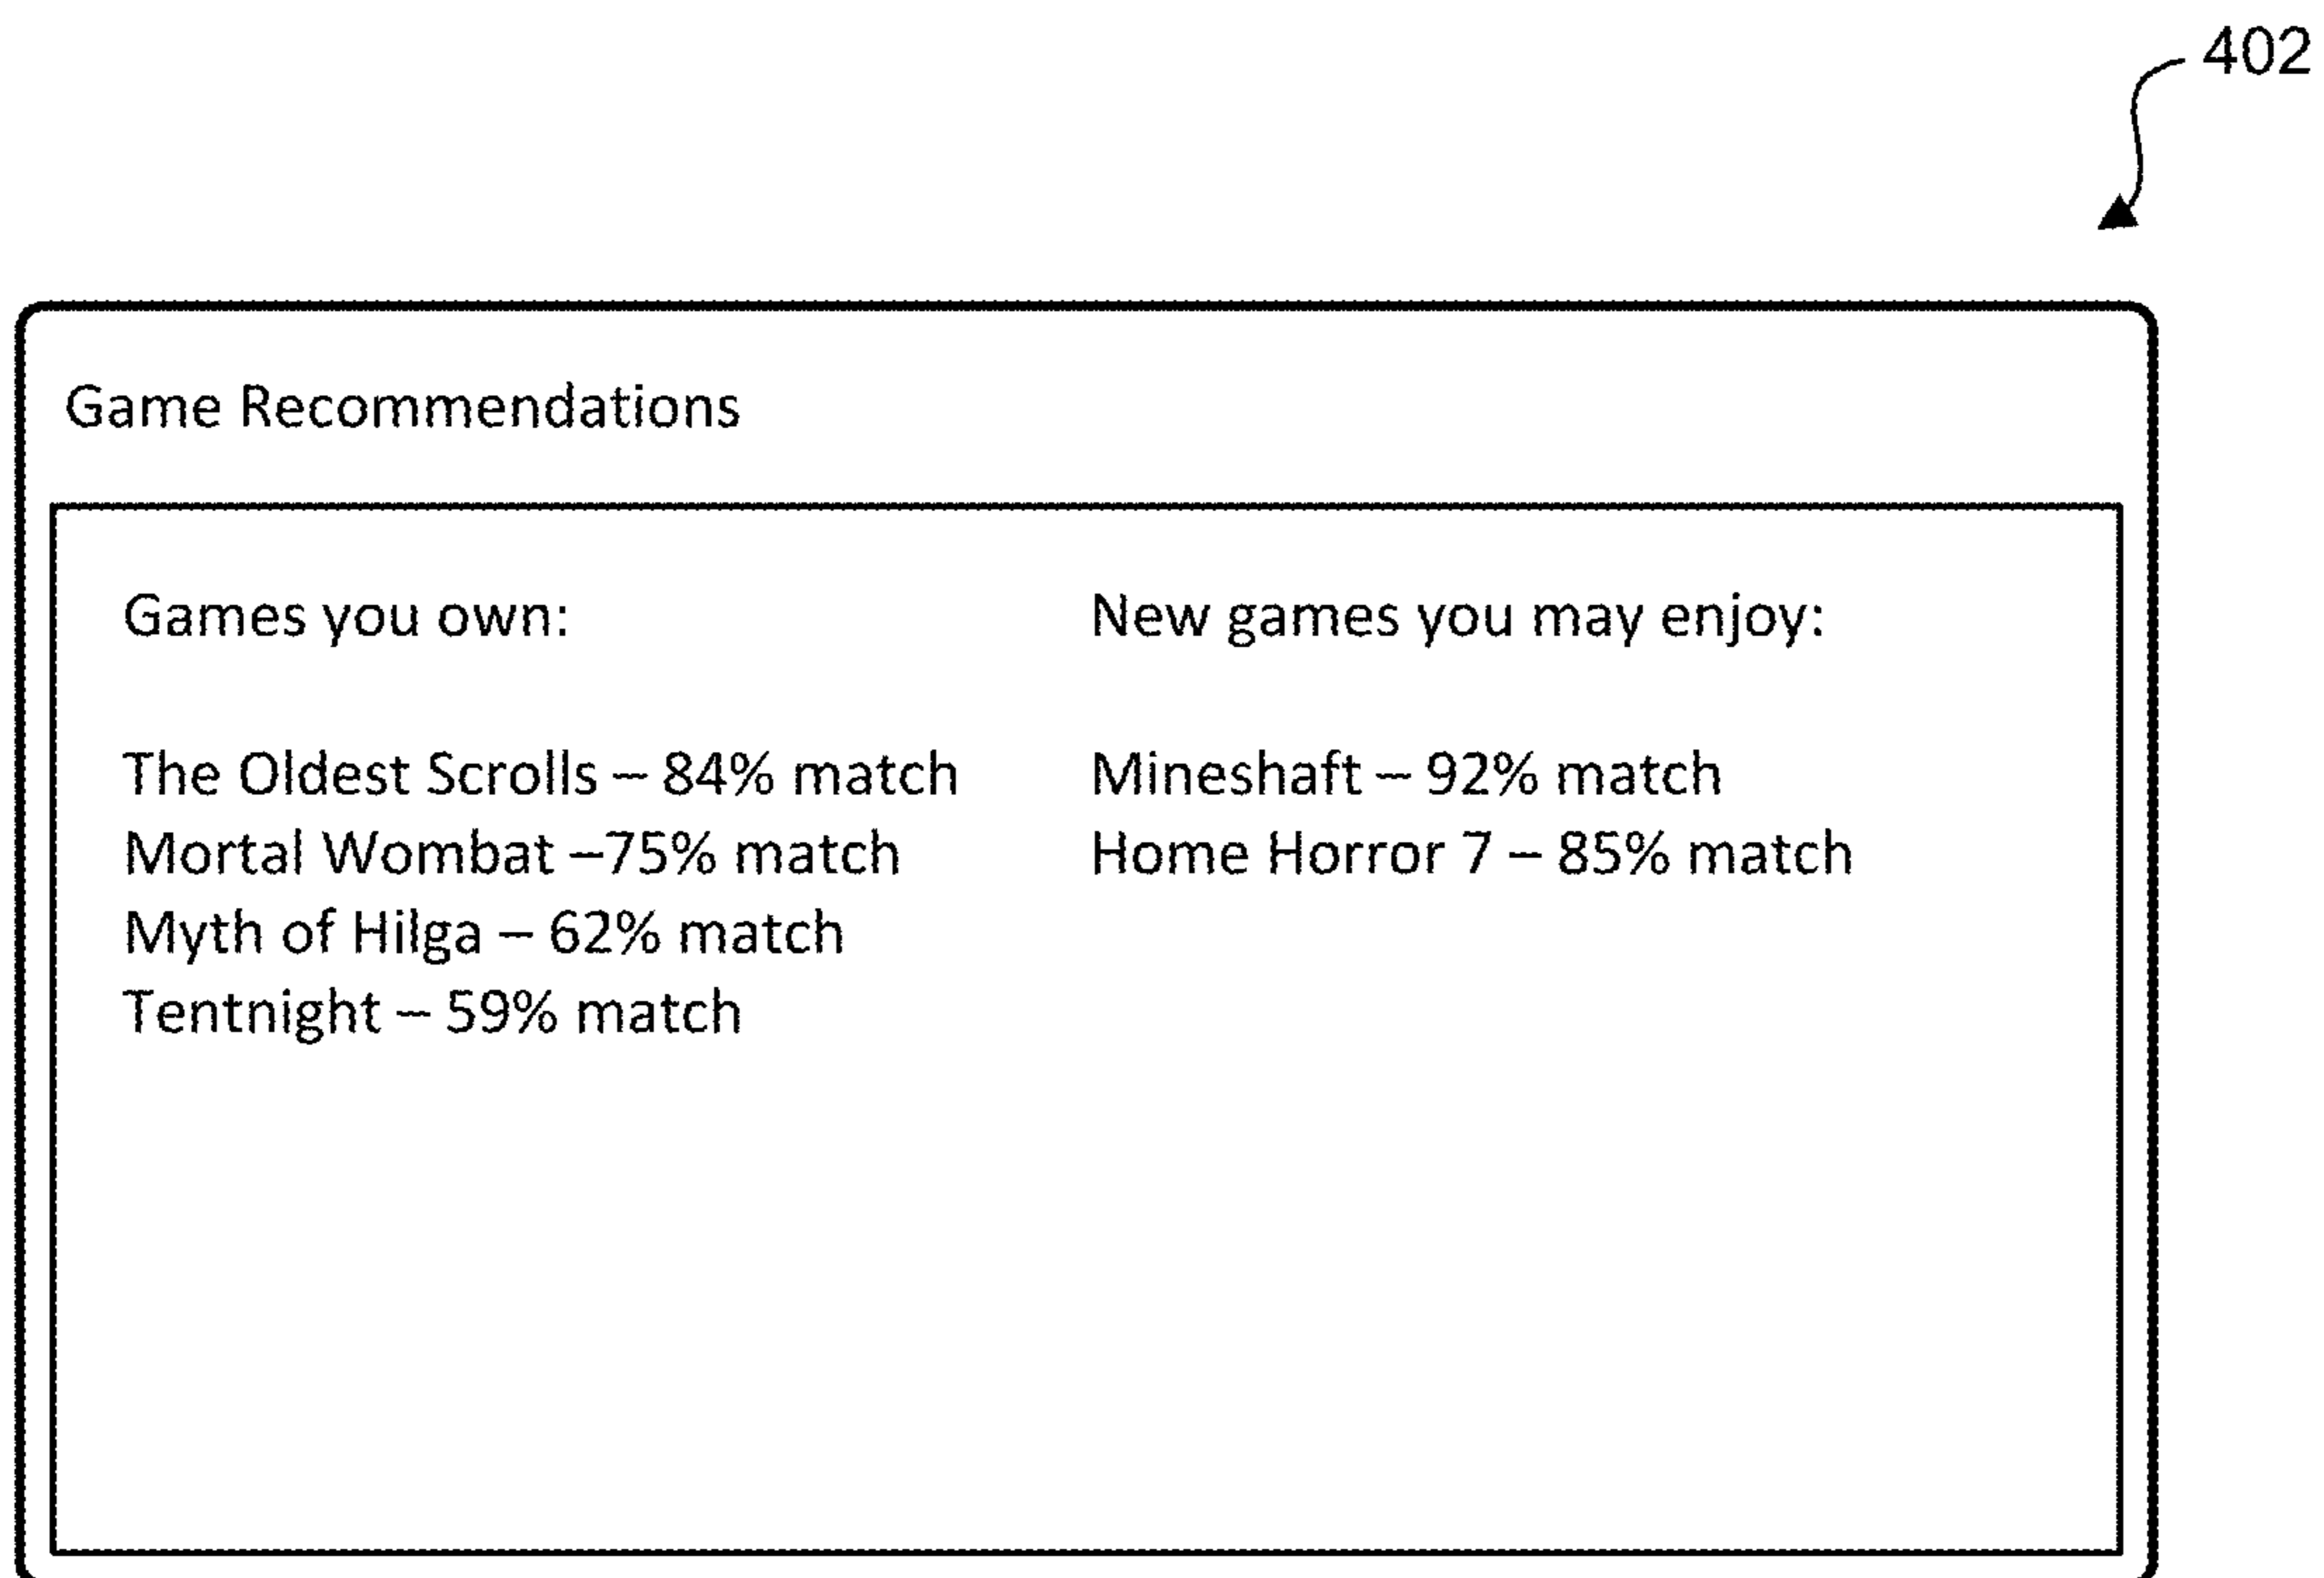 402
Game Recommendations
Games you own:
The Oldest Scrolls – 84% match
Mortal Wombat –75% match
Myth of Hilga – 62% match
Tentnight – 59% match
New games you may enjoy:
Mineshaft – 92% match
Home Horror 7 – 85% match